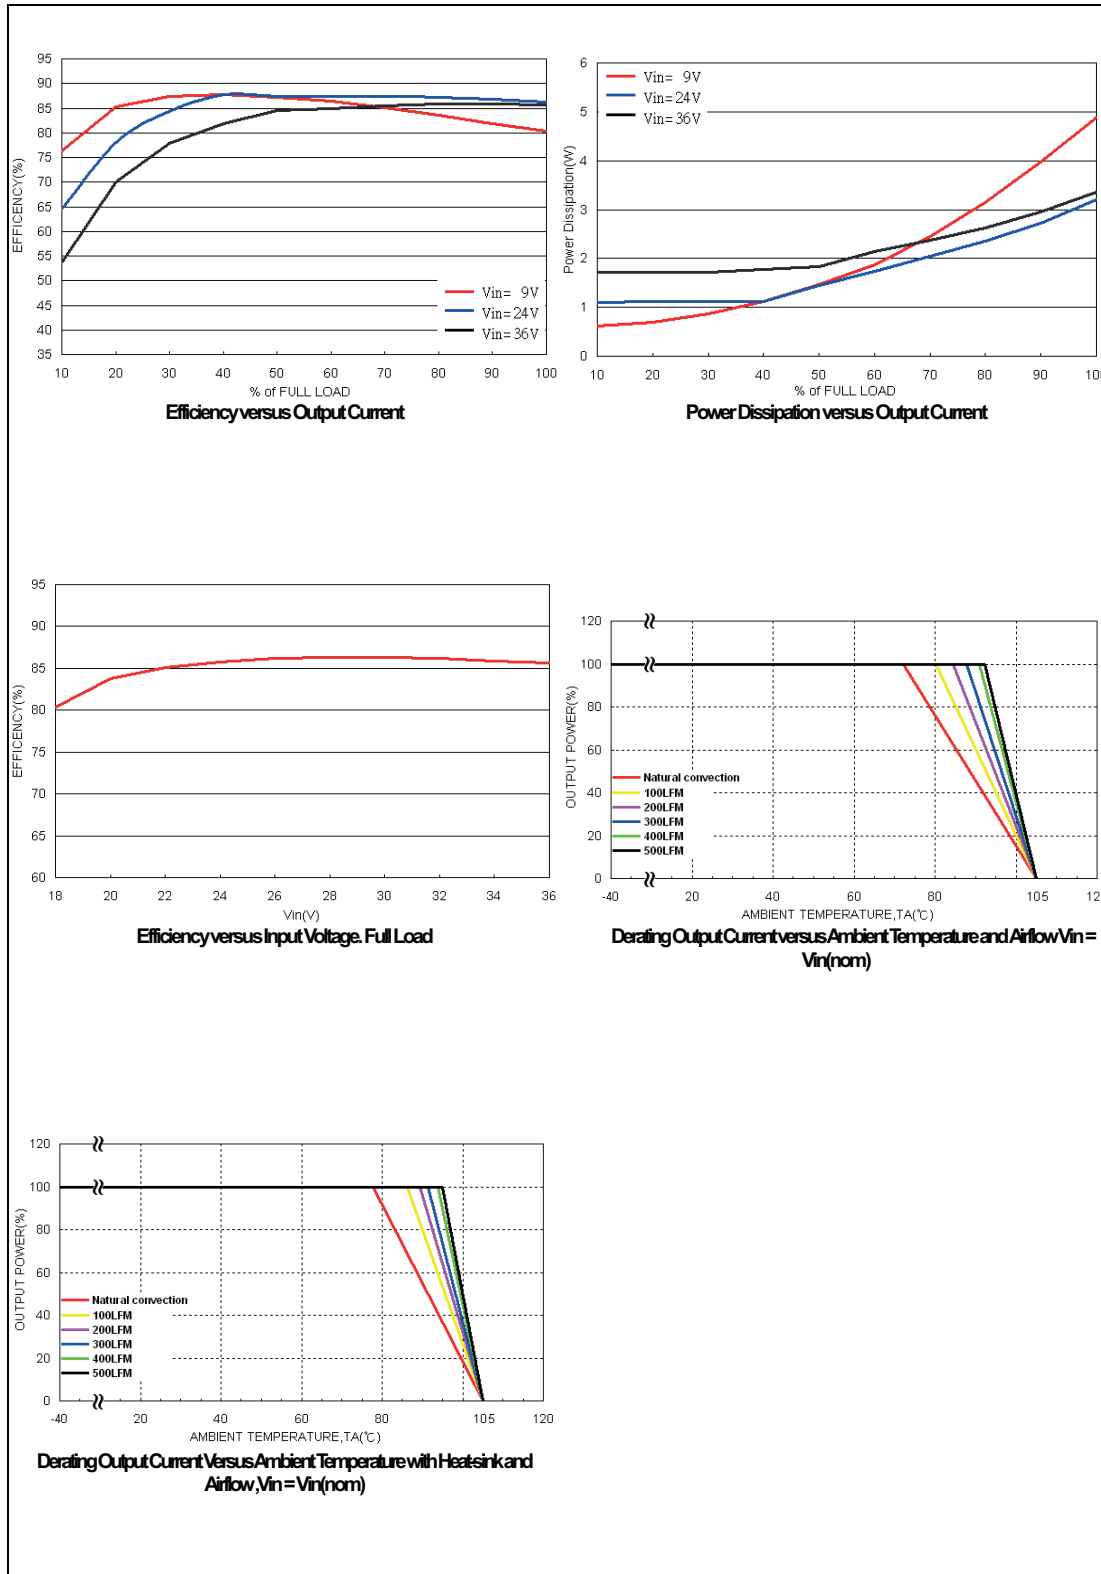 95
90
85
80
75
70
65
60
55
50
45
40
35
EFFICENCY(%)
Vin= 9V
Vin=24V
Vin=36V
10 20 30 40 50 60 70 80 90 100
% of FULL LOAD
Efficiency versus Output Current
6
5
4
3
2
1
0
Power Dissipation(W)
Vin= 9V
Vin=24V
Vin=36V
10 20 30 40 50 60 70 80 90 100
% of FULL LOAD
Power Dissipation versus Output Current
95
90
85
80
75
70
65
60
EFFICENCY(%)
18 20 22 24 26 28 30 32 34 36
Vin(V)
Efficiency versus Input Voltage. Full Load
120
100
80
60
40
20
0
OUTPUT POWER(%)
Natural convection
100LFM
200LFM
300LFM
400LFM
500LFM
-40 20 40 60 80 105 12
AMBIENT TEMPERATURE,TA(℃)
Derating Output Current versus Ambient Temperature and Airflow Vin =
Vin(nom)
120
100
80
60
40
20
0
OUTPUT POWER(%)
Natural convection
100LFM
200LFM
300LFM
400LFM
500LFM
-40 20 40 60 80 105 120
AMBIENT TEMPERATURE,TA(℃)
Derating Output Current Versus Ambient Temperature with Heat-sink and
Airflow ,Vin = Vin(nom)